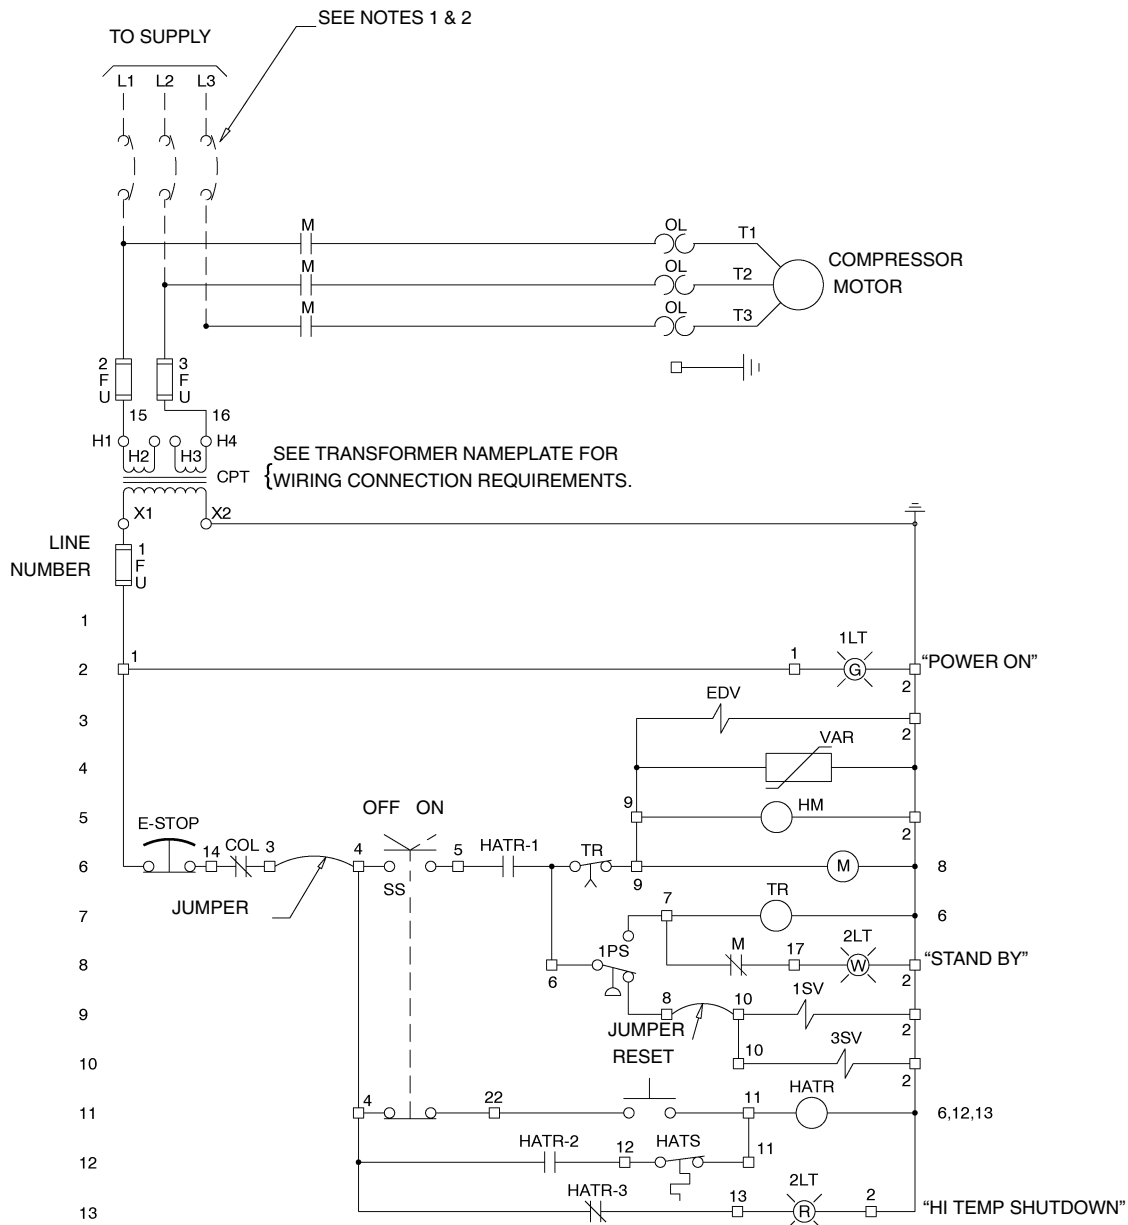 SEE NOTES 1 & 2
TO SUPPLY
L1 L2 L3
M OL T1
COMPRESSOR
M OL T2
MOTOR
M OL T3
2 3
F F
U U
15 16
H1 H2 H3 H4
SEE TRANSFORMER NAMEPLATE FOR
CPT { WIRING CONNECTION REQUIREMENTS.
X1 X2
LINE
NUMBER
1
F
U
1
1LT
2 1 1 G 2 “POWER ON”
EDV
3 2
VAR
4
OFF ON
5 9 HM 2
E-STOP
6 14 COL 3 4 SS 5 HATR-1 TR 9 M 8
JUMPER
7 7 TR 6
8 6 1PS M 17 2LT W 2 “STAND BY”
9 8 10 1SV 2
JUMPER
RESET
10 10 3SV 2
11 4 22 11 HATR 6,12,13
12 HATR-2 12 HATS 11
13 HATR-3 13 2LT R 2 “HI TEMP SHUTDOWN”